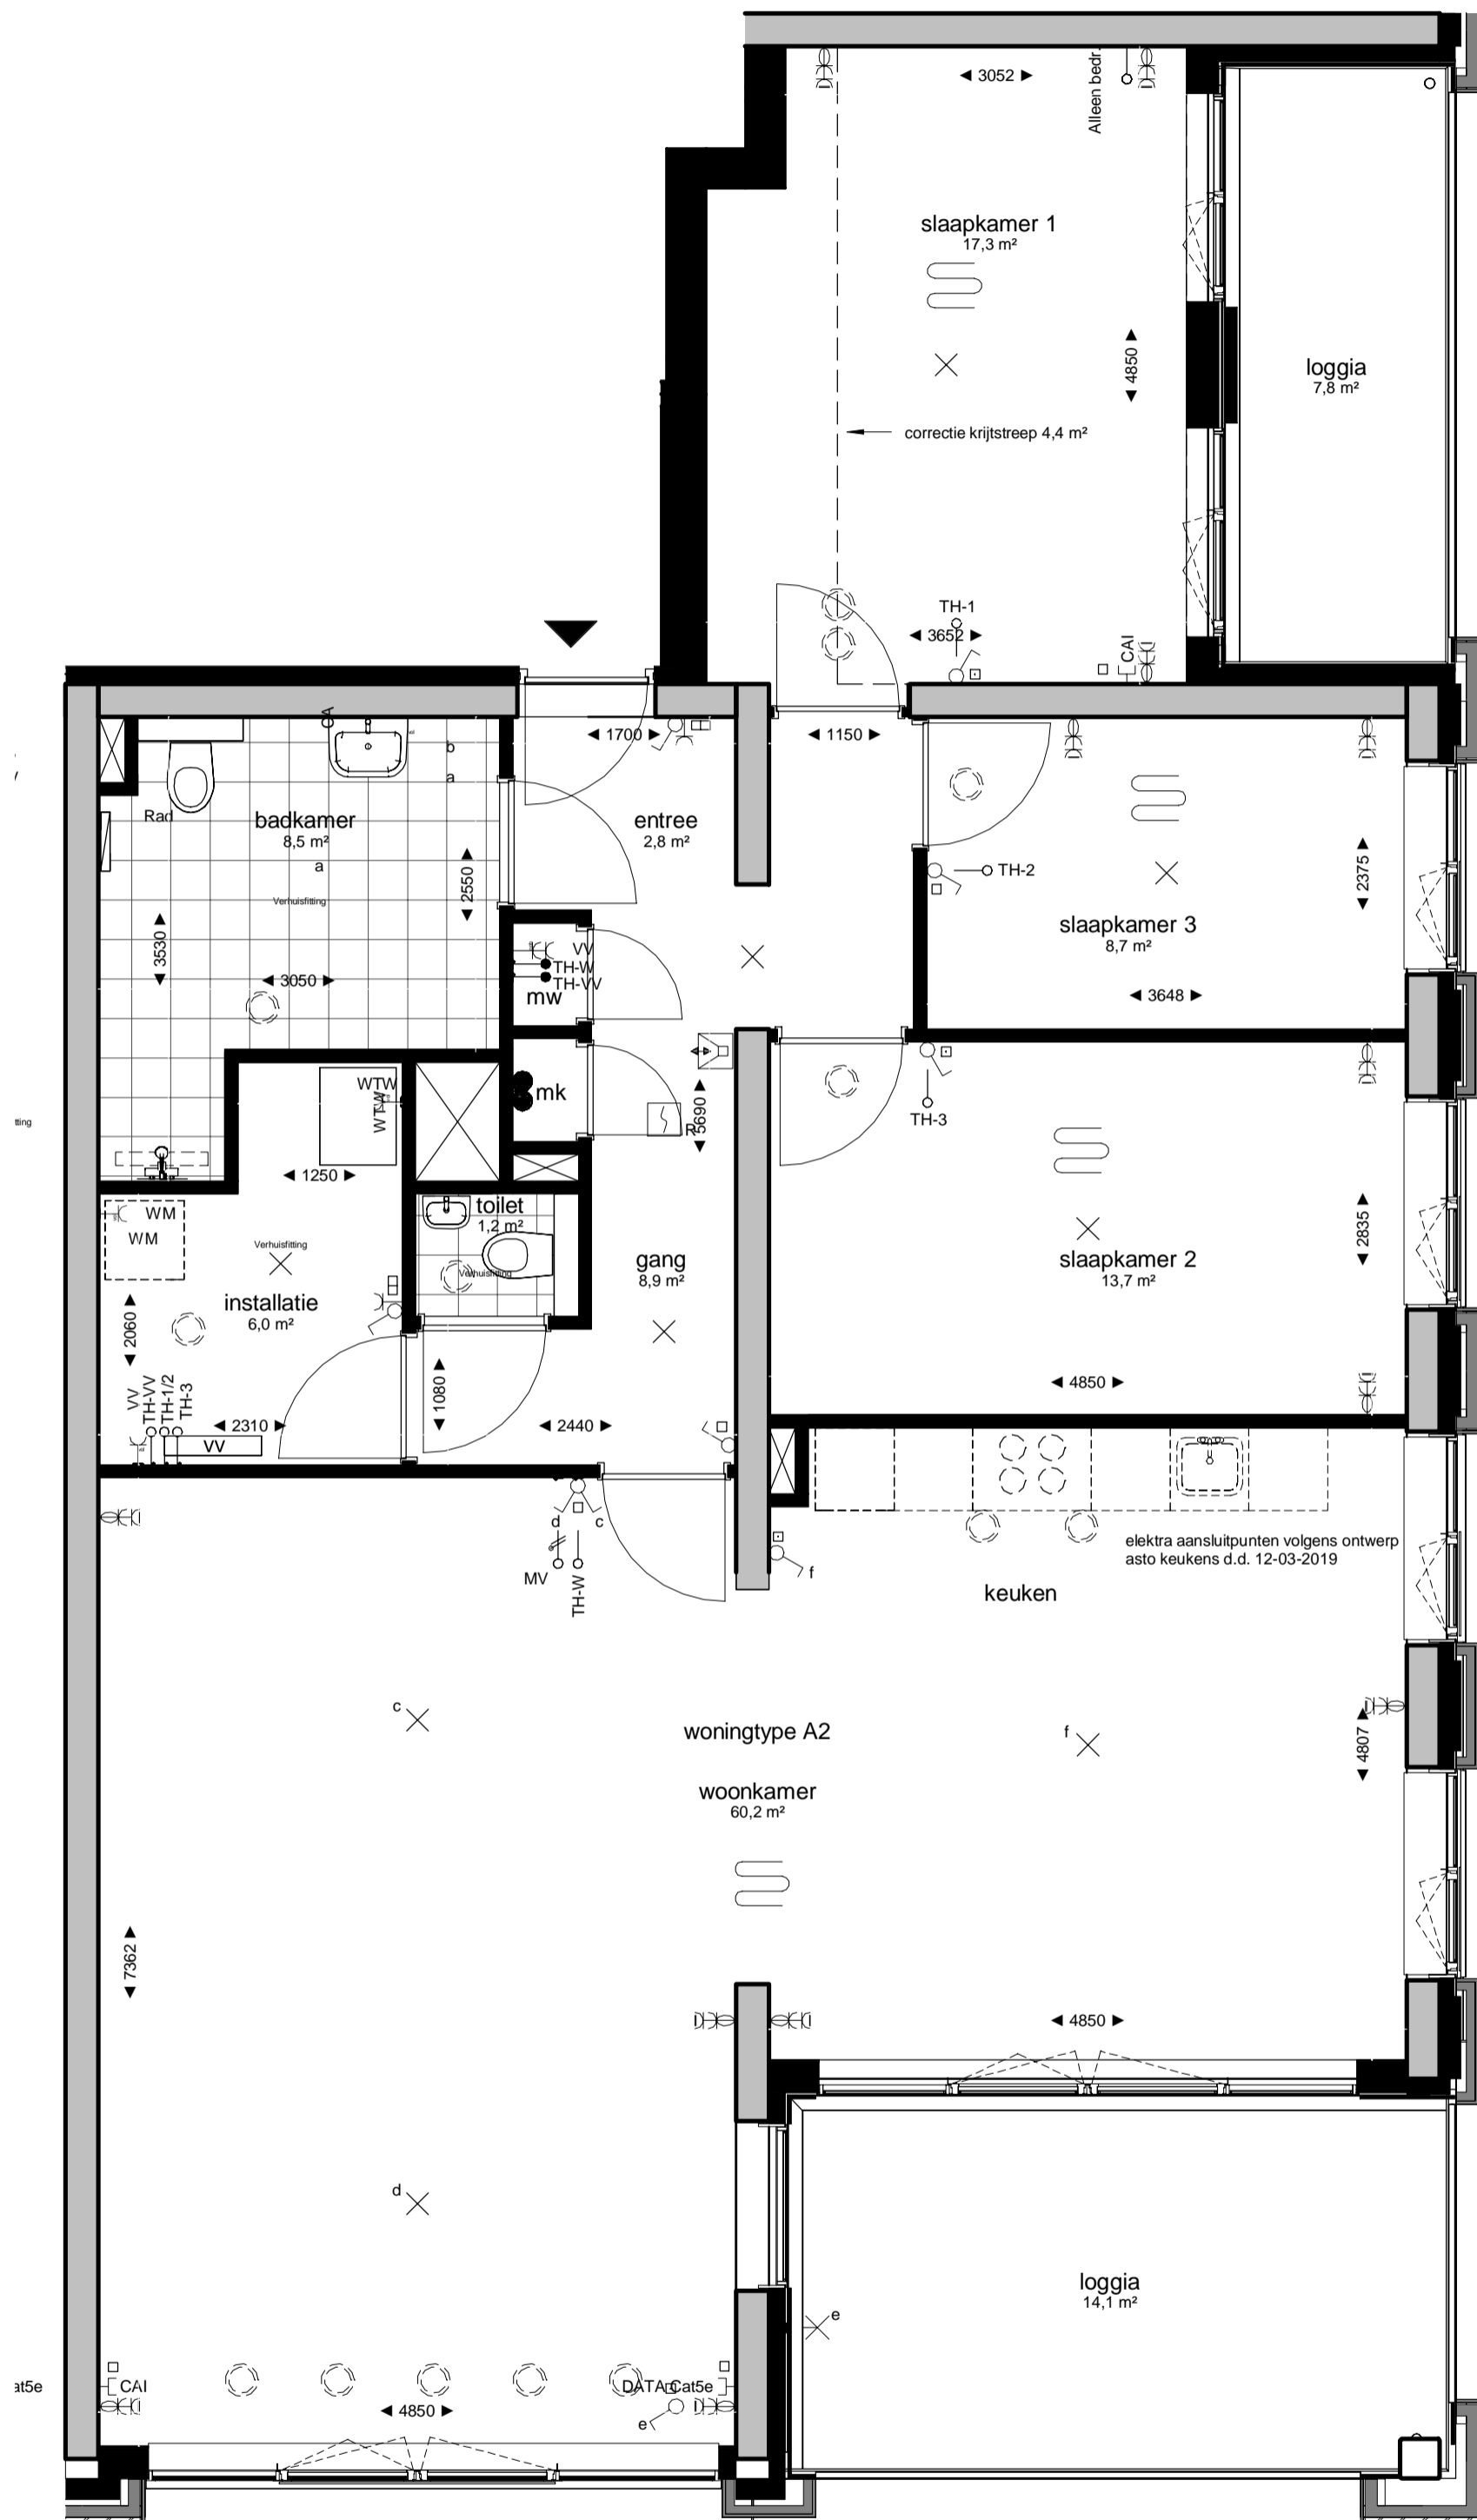 ◄ 3052 ►
Alleen bedr.
slaapkamer 1
17,3 m²
loggia
7,8 m²
◄ 4850 ►
correctie krijtstreep 4,4 m²
TH-1
◄ 3652 ►
CAI
◄ 1700 ►
◄ 1150 ►
b
a
Rad
badkamer
8,5 m²
a
Verhuisfitting
◄ 2550 ►
◄ 3530 ►
◄ 3050 ►
entree
2,8 m²
TH-2
◄ 2375 ►
slaapkamer 3
8,7 m²
◄ 3648 ►
VV
TH-W
TH-VV
mw
mk
R
◄ 5690 ►
TH-3
WTW
WTW
◄ 1250 ►
WM
WM
Verhuisfitting
installatie
6,0 m²
◄ 2060 ►
toilet
1,2 m²
Verhuisfitting
gang
8,9 m²
slaapkamer 2
13,7 m²
◄ 2835 ►
◄ 4850 ►
VV
TH-VV
TH-1/2
TH-3
◄ 2310 ►
VV
◄ 1080 ►
◄ 2440 ►
d
c
MV
TH-W
f
elektra aansluitpunten volgens ontwerp
asto keukens d.d. 12-03-2019
keuken
c
woningtype A2
f
◄ 4807 ►
woonkamer
60,2 m²
◄ 7362 ►
◄ 4850 ►
d
loggia
14,1 m²
e
at5e
CAI
DATA Cat5e
◄ 4850 ►
e